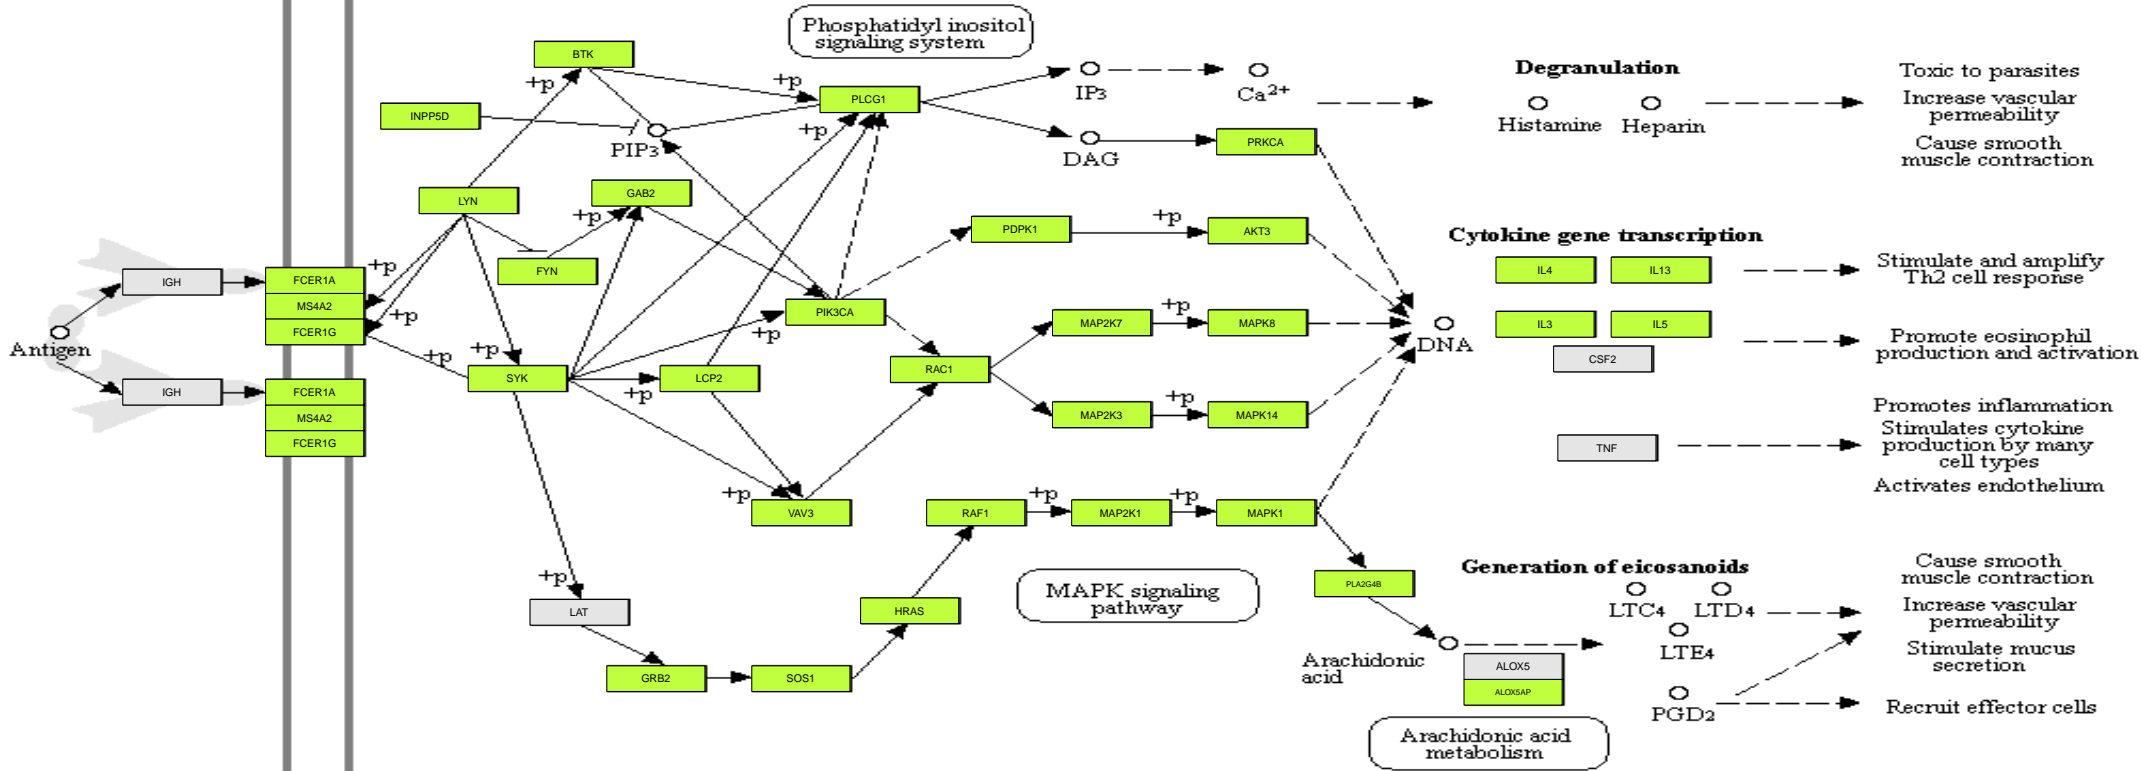 Phosphatidyl inositol
signaling system
BTK
+p
+p
PLCG1
INPP5D
PIP3
+p
IP3
Ca2+
DAG
PRKCA
Degranulation
Histamine
Heparin
Toxic to parasites
Increase vascular
permeability
Cause smooth
muscle contraction
LYN
GAB2
+p
FYN
PDPK1
+p
AKT3
Cytokine gene transcription
IL4
IL13
Stimulate and amplify
Th2 cell response
IGH
FCER1A
MS4A2
FCER1G
+p
+p
Antigen
+p
+p
SYK
PIK3CA
+p
LCP2
+p
RAC1
MAP2K7
+p
MAPK8
MAP2K3
+p
MAPK14
DNA
IL3
IL5
CSF2
Promote eosinophil
production and activation
IGH
FCER1A
MS4A2
FCER1G
TNF
Promotes inflammation
Stimulates cytokine
production by many
cell types
Activates endothelium
+p
VAV3
RAF1
+p
MAP2K1
+p
MAPK1
+p
LAT
HRAS
GRB2
SOS1
MAPK signaling
pathway
PLA2G4B
Generation of eicosanoids
LTC4
LTD4
LTE4
Arachidonic
acid
ALOX5
ALOX5AP
PGD2
Cause smooth
muscle contraction
Increase vascular
permeability
Stimulate mucus
secretion
Recruit effector cells
Arachidonic acid
metabolism